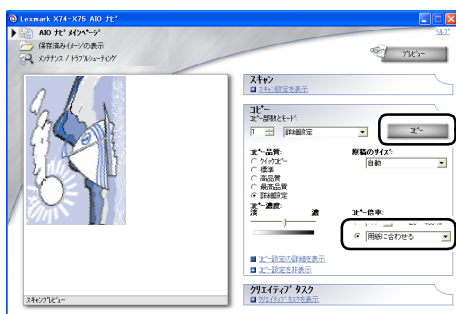 Lexmark X74-X75 AIO ナビ
AIO ナビ メインページ
保存済みイメージの表示
メンテナンス / トラブルシューティング
ヘルプ
プレビュー
スキャン
スキャン設定を表示
コピー
コピー部数とモード:
1 詳細設定
コピー
コピー品質:
クイックコピー
標準
高品質
最高品質
詳細設定
原稿のサイズ:
自動
コピー濃度:
淡 濃
コピー倍率:
用紙に合わせる
コピー設定の詳細を表示
コピー設定を非表示
スキャンプレビュー
クリエイティブ タスク
クリエイティブ タスクを表示